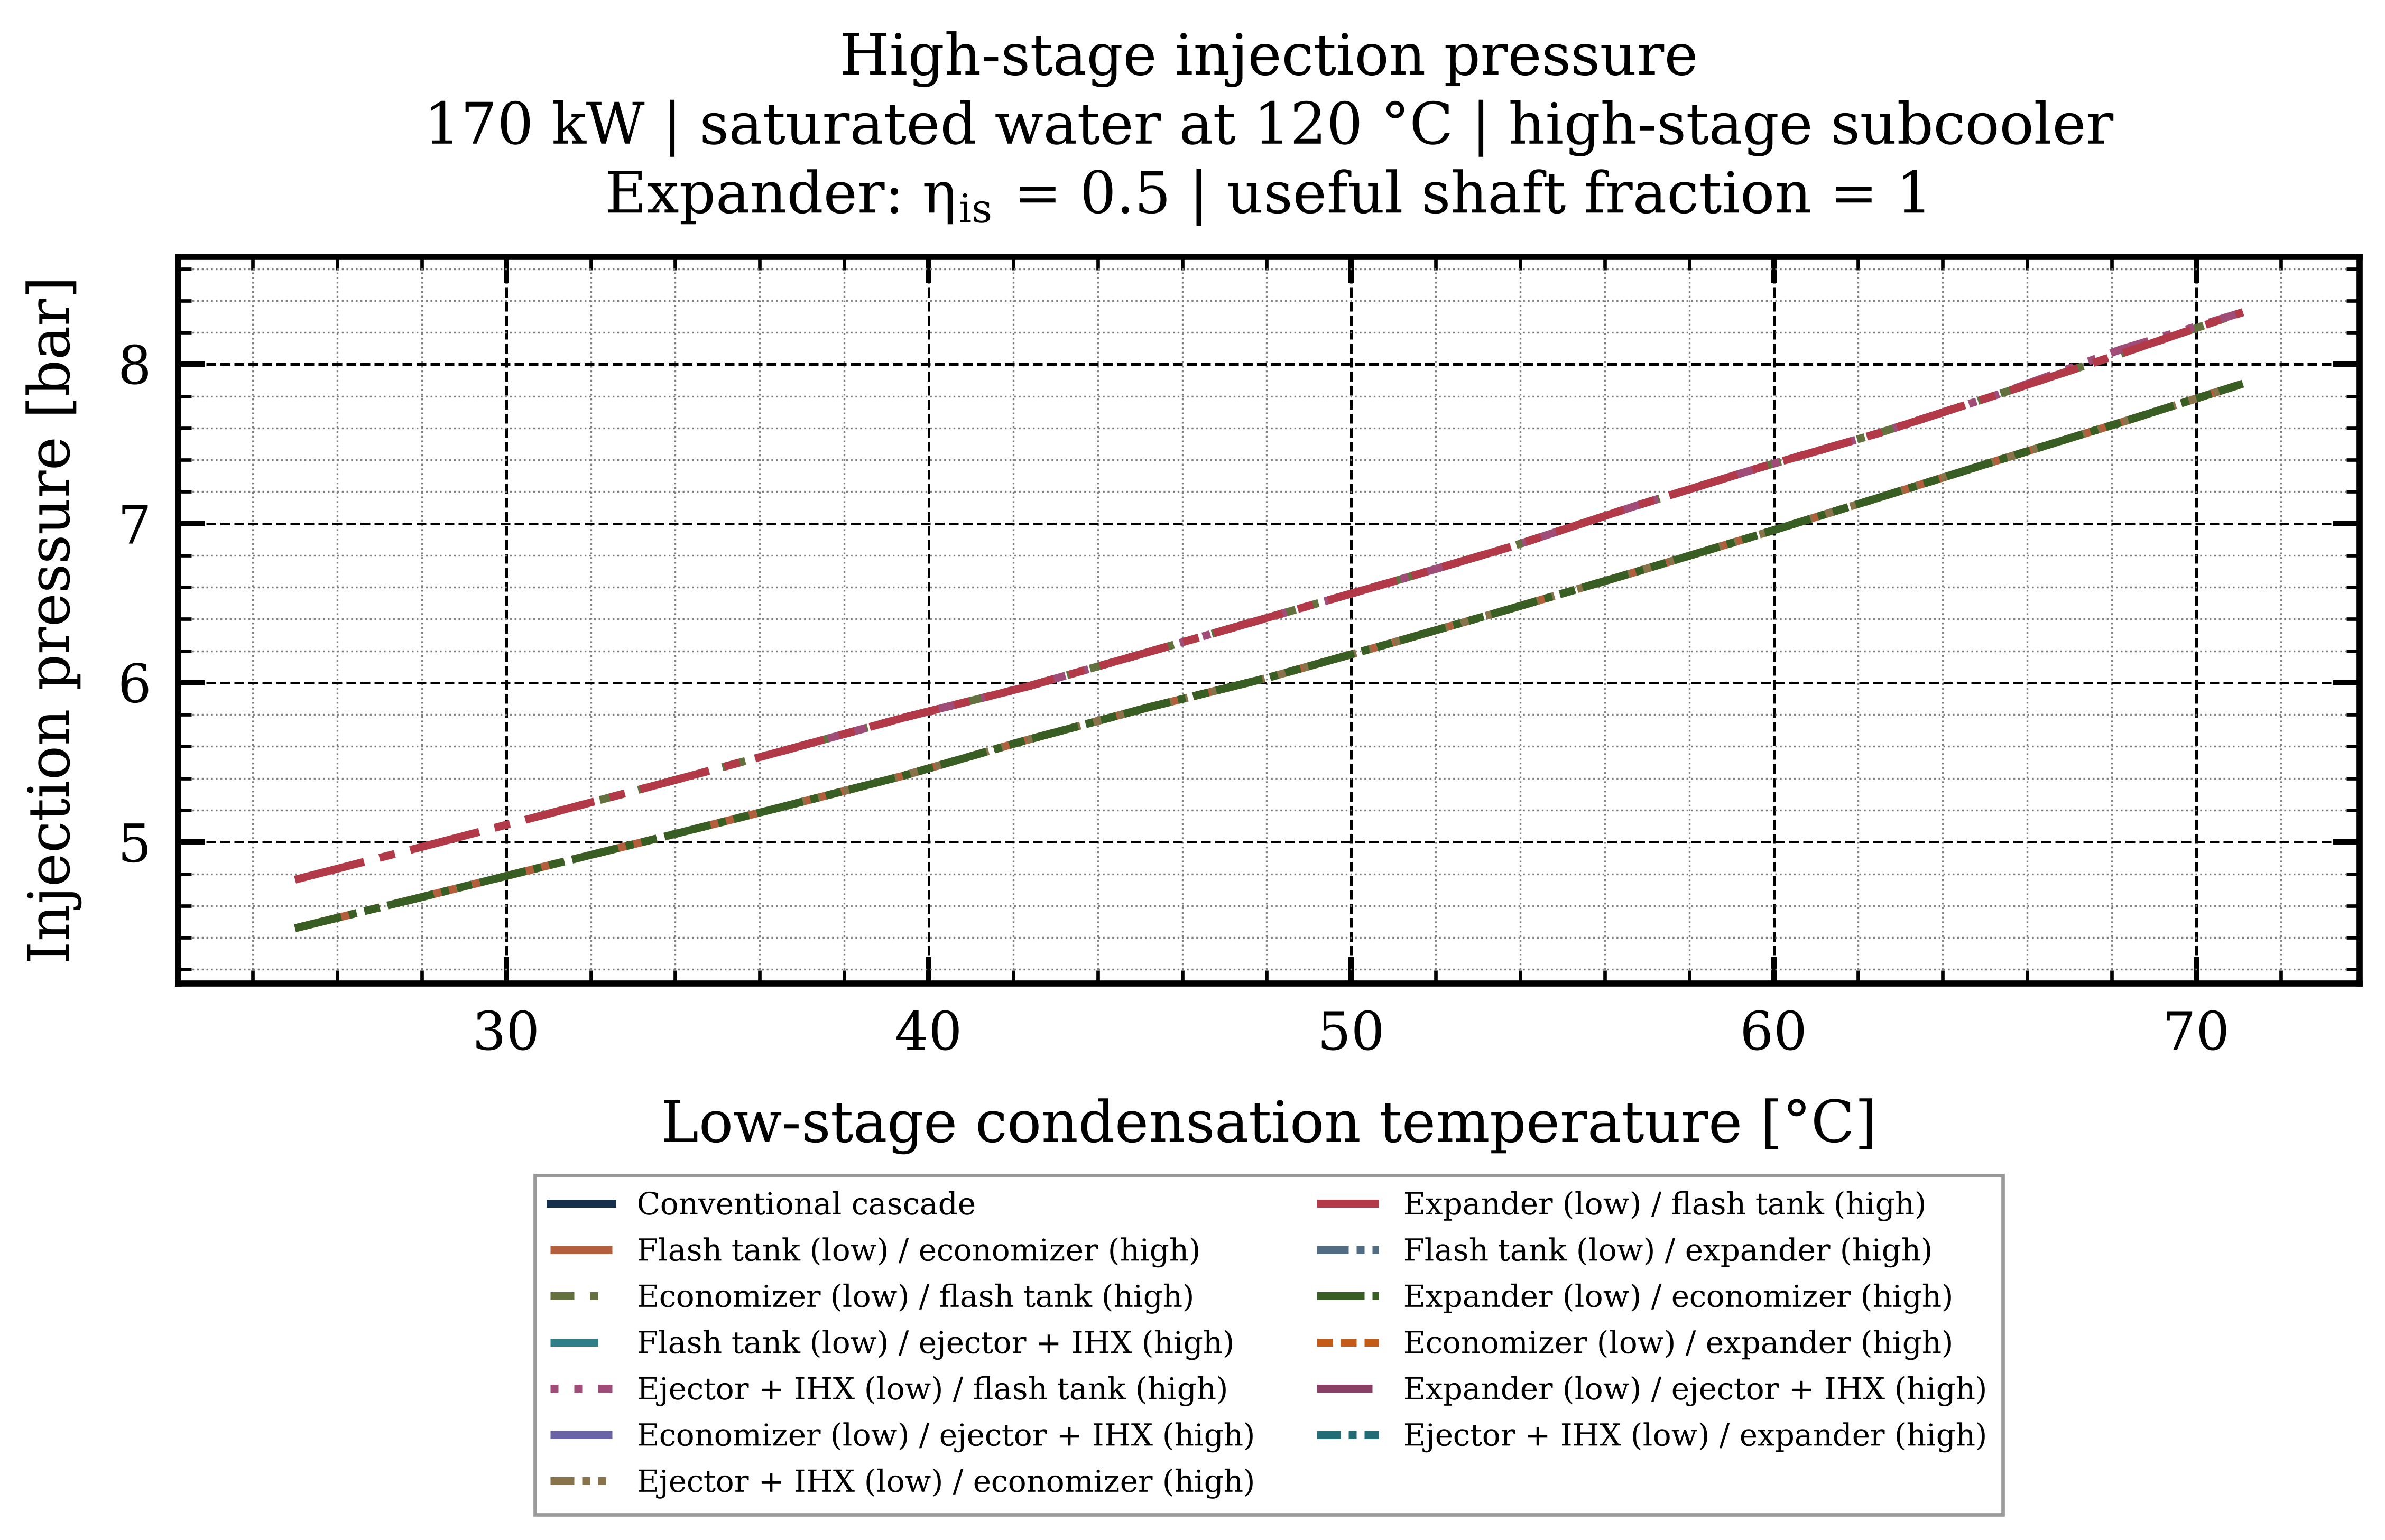 High-stage injection pressure
170 kW | saturated water at 120 °C | high-stage subcooler
Expander: ηis = 0.5 | useful shaft fraction = 1
Injection pressure [bar]
8
7
6
5
30 40 50 60 70
Low-stage condensation temperature [°C]
Conventional cascade
Flash tank (low) / economizer (high)
Economizer (low) / flash tank (high)
Flash tank (low) / ejector + IHX (high)
Ejector + IHX (low) / flash tank (high)
Economizer (low) / ejector + IHX (high)
Ejector + IHX (low) / economizer (high)
Expander (low) / flash tank (high)
Flash tank (low) / expander (high)
Expander (low) / economizer (high)
Economizer (low) / expander (high)
Expander (low) / ejector + IHX (high)
Ejector + IHX (low) / expander (high)